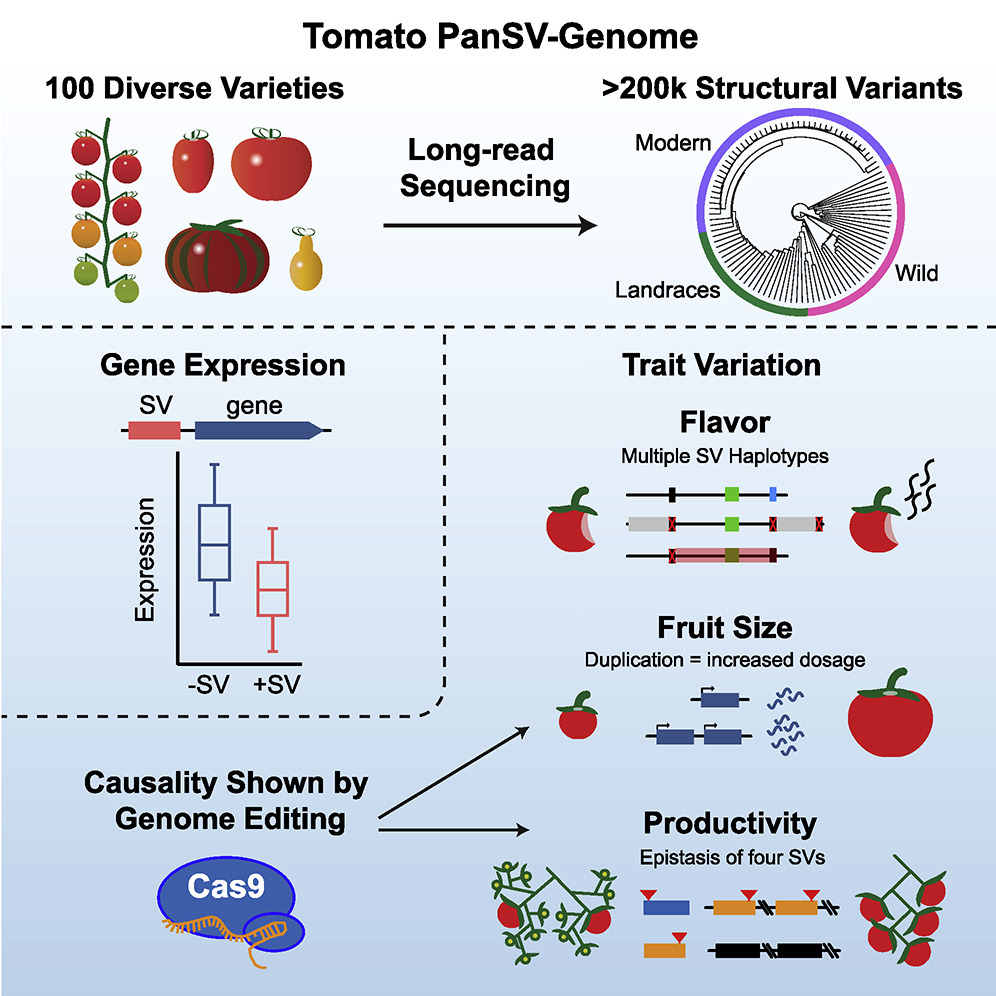 Tomato PanSV-Genome
100 Diverse Varieties
>200k Structural Variants
Long-read
Sequencing
Modern
Landraces
Wild
Gene Expression
SV
gene
Expression
-SV
+SV
Trait Variation
Flavor
Multiple SV Haplotypes
Fruit Size
Duplication = increased dosage
Causality Shown by
Genome Editing
Cas9
Productivity
Epistasis of four SVs